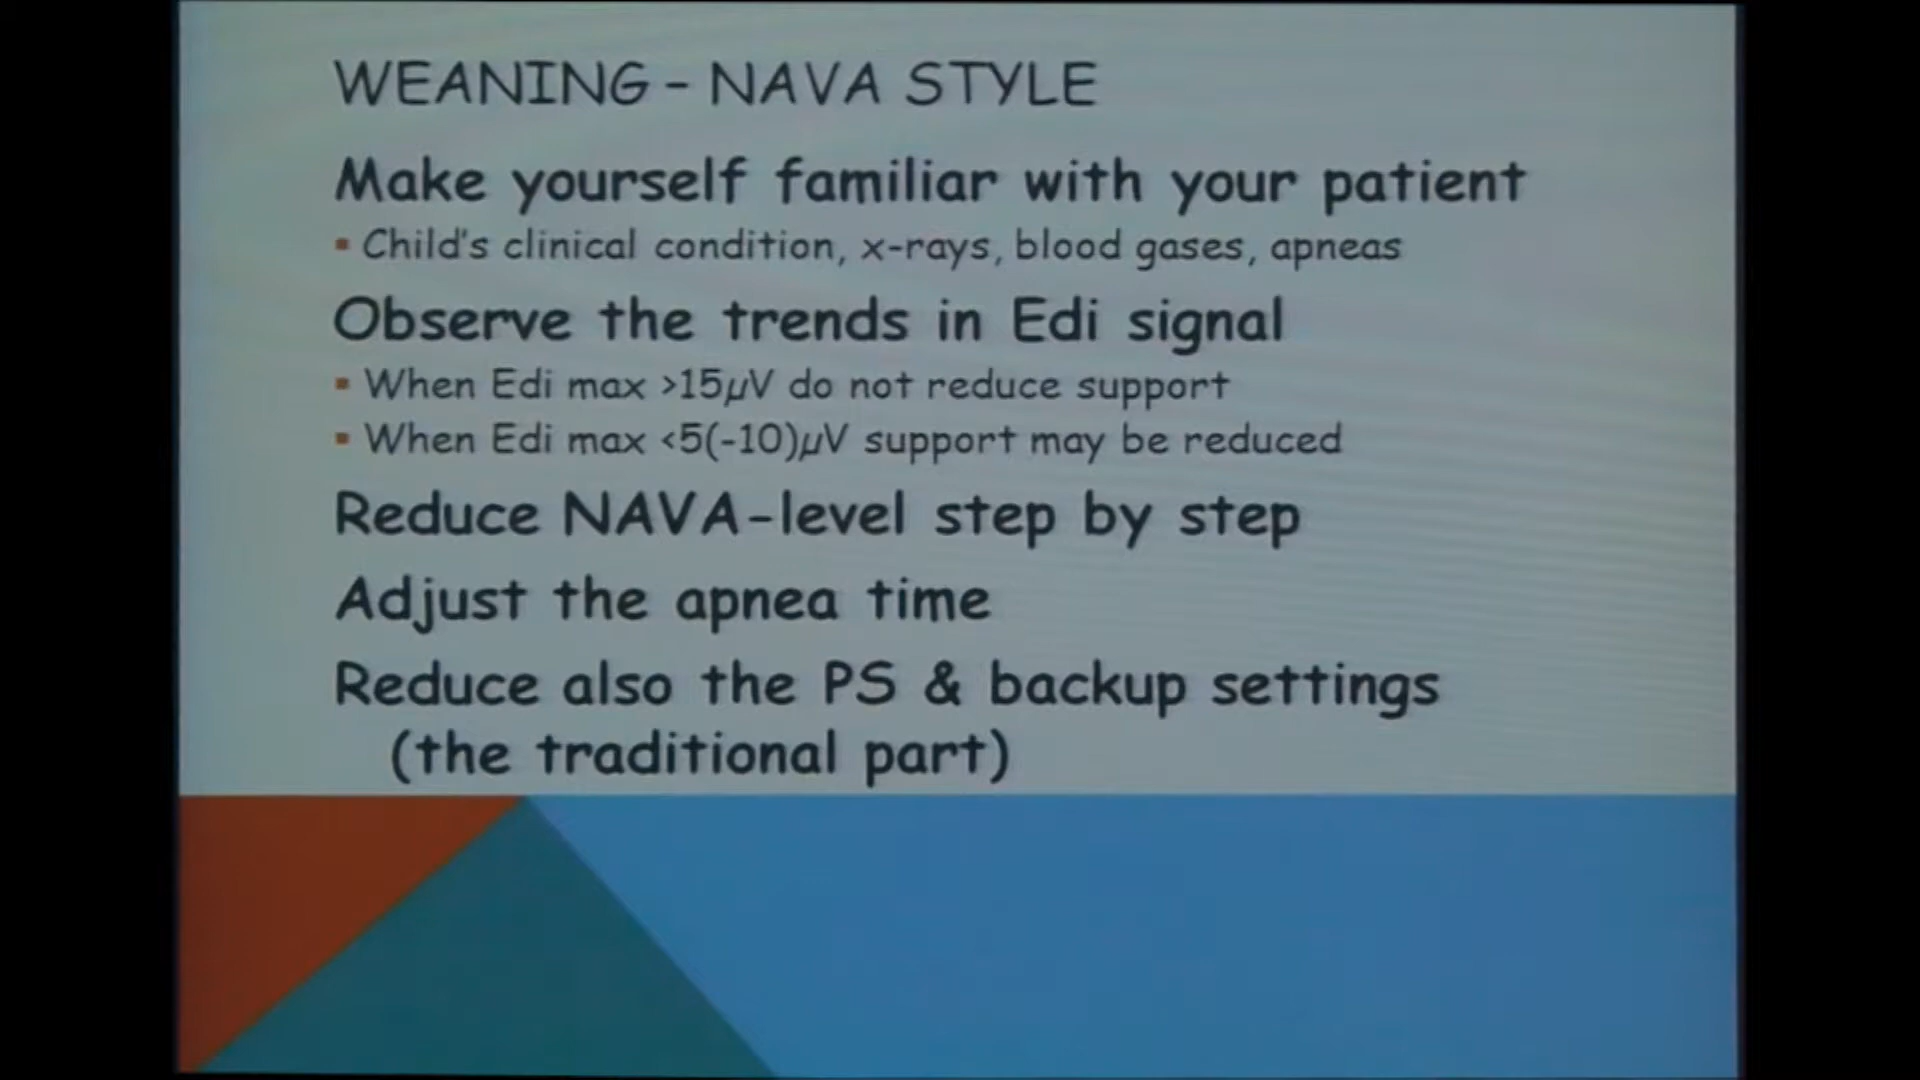 WEANING – NAVA STYLE
Make yourself familiar with your patient
▪ Child's clinical condition, x-rays, blood gases, apneas
Observe the trends in Edi signal
▪ When Edi max >15µV do not reduce support
▪ When Edi max <5(-10)µV support may be reduced
Reduce NAVA-level step by step
Adjust the apnea time
Reduce also the PS & backup settings
(the traditional part)